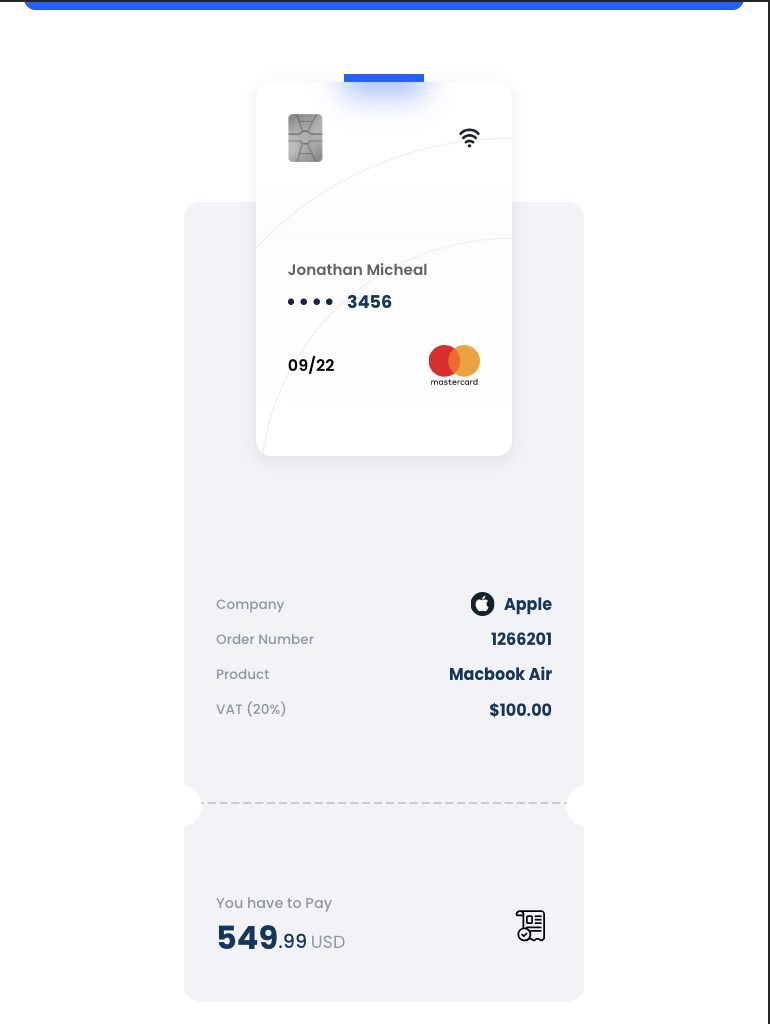 Jonathan Micheal
•••• 3456
09/22
mastercard
Company Apple
Order Number 1266201
Product Macbook Air
VAT (20%) $100.00
You have to Pay
549.99 USD